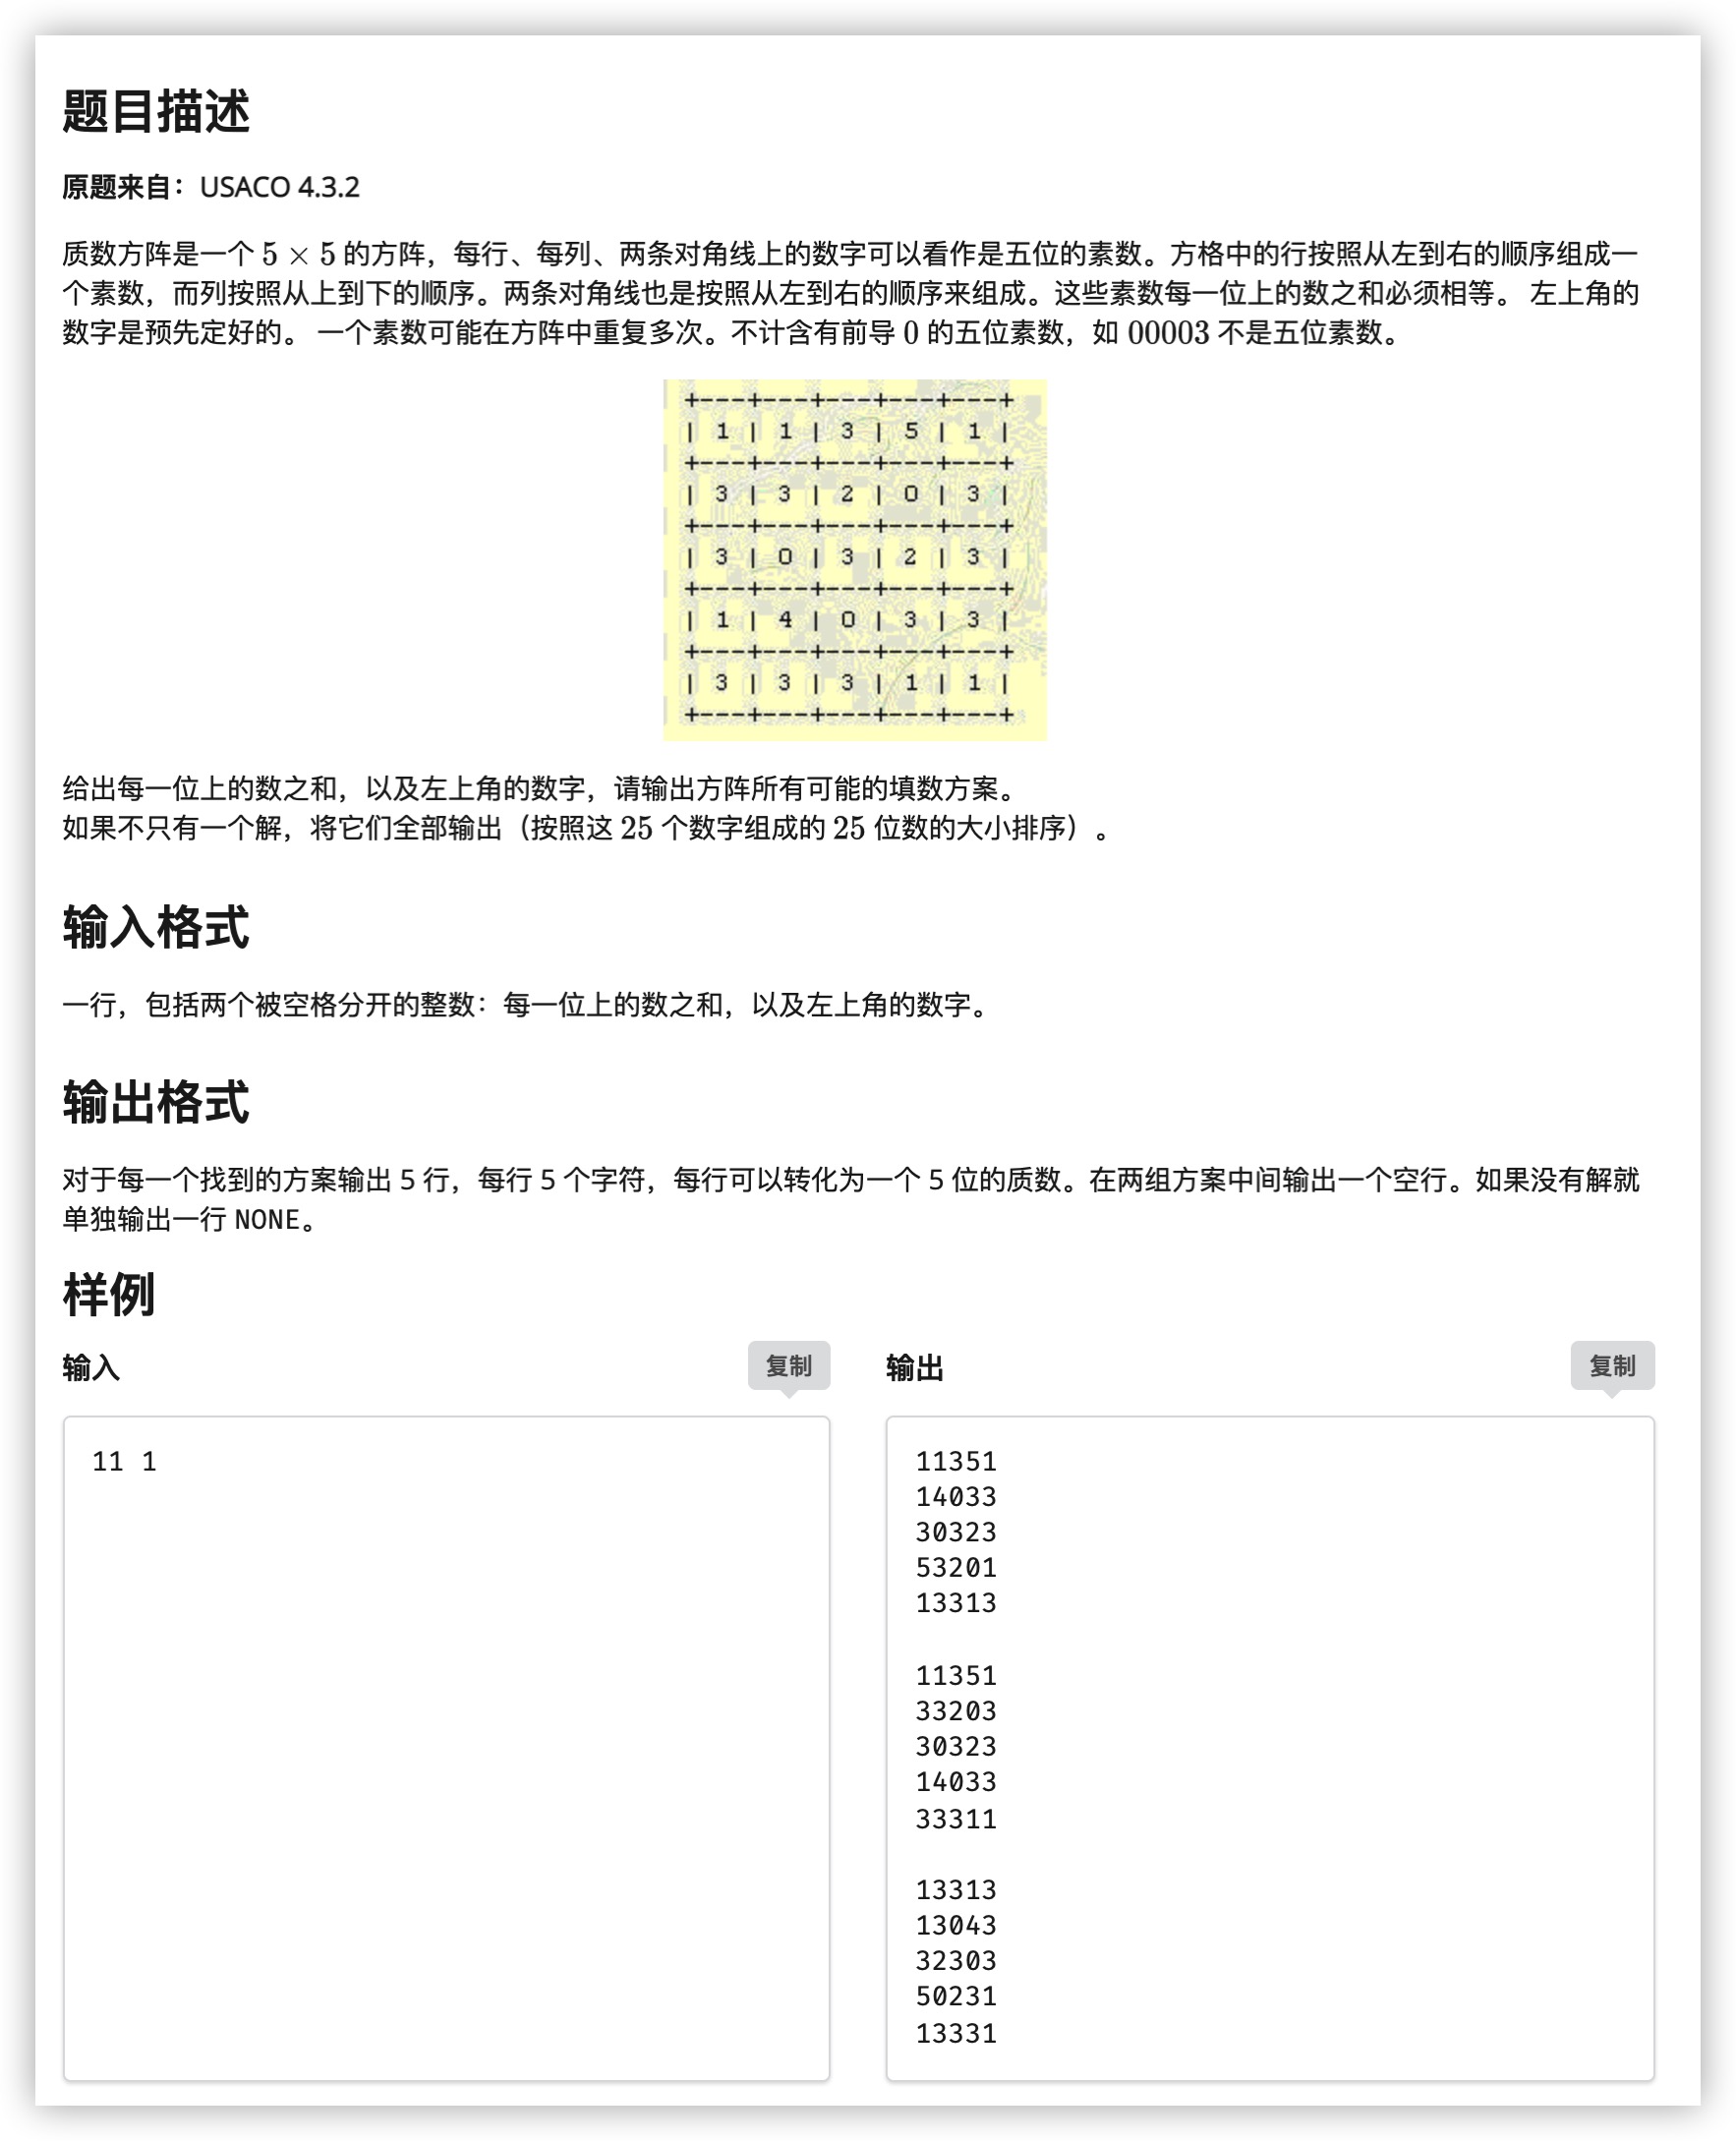 题目描述
原题来自：USACO 4.3.2
质数方阵是一个 5 × 5 的方阵，每行、每列、两条对角线上的数字可以看作是五位的素数。方格中的行按照从左到右的顺序组成一
个素数，而列按照从上到下的顺序。两条对角线也是按照从左到右的顺序来组成。这些素数每一位上的数之和必须相等。 左上角的
数字是预先定好的。 一个素数可能在方阵中重复多次。不计含有前导 0 的五位素数，如 00003 不是五位素数。
+---+---+---+---+---+
| 1 | 1 | 3 | 5 | 1 |
+---+---+---+---+---+
| 3 | 3 | 2 | 0 | 3 |
+---+---+---+---+---+
| 3 | 0 | 3 | 2 | 3 |
+---+---+---+---+---+
| 1 | 4 | 0 | 3 | 3 |
+---+---+---+---+---+
| 3 | 3 | 3 | 1 | 1 |
+---+---+---+---+---+
给出每一位上的数之和，以及左上角的数字，请输出方阵所有可能的填数方案。
如果不只有一个解，将它们全部输出（按照这 25 个数字组成的 25 位数的大小排序）。
输入格式
一行，包括两个被空格分开的整数：每一位上的数之和，以及左上角的数字。
输出格式
对于每一个找到的方案输出 5 行，每行 5 个字符，每行可以转化为一个 5 位的质数。在两组方案中间输出一个空行。如果没有解就
单独输出一行 NONE。
样例
输入
复制
11 1
输出
复制
11351
14033
30323
53201
13313

11351
33203
30323
14033
33311

13313
13043
32303
50231
13331